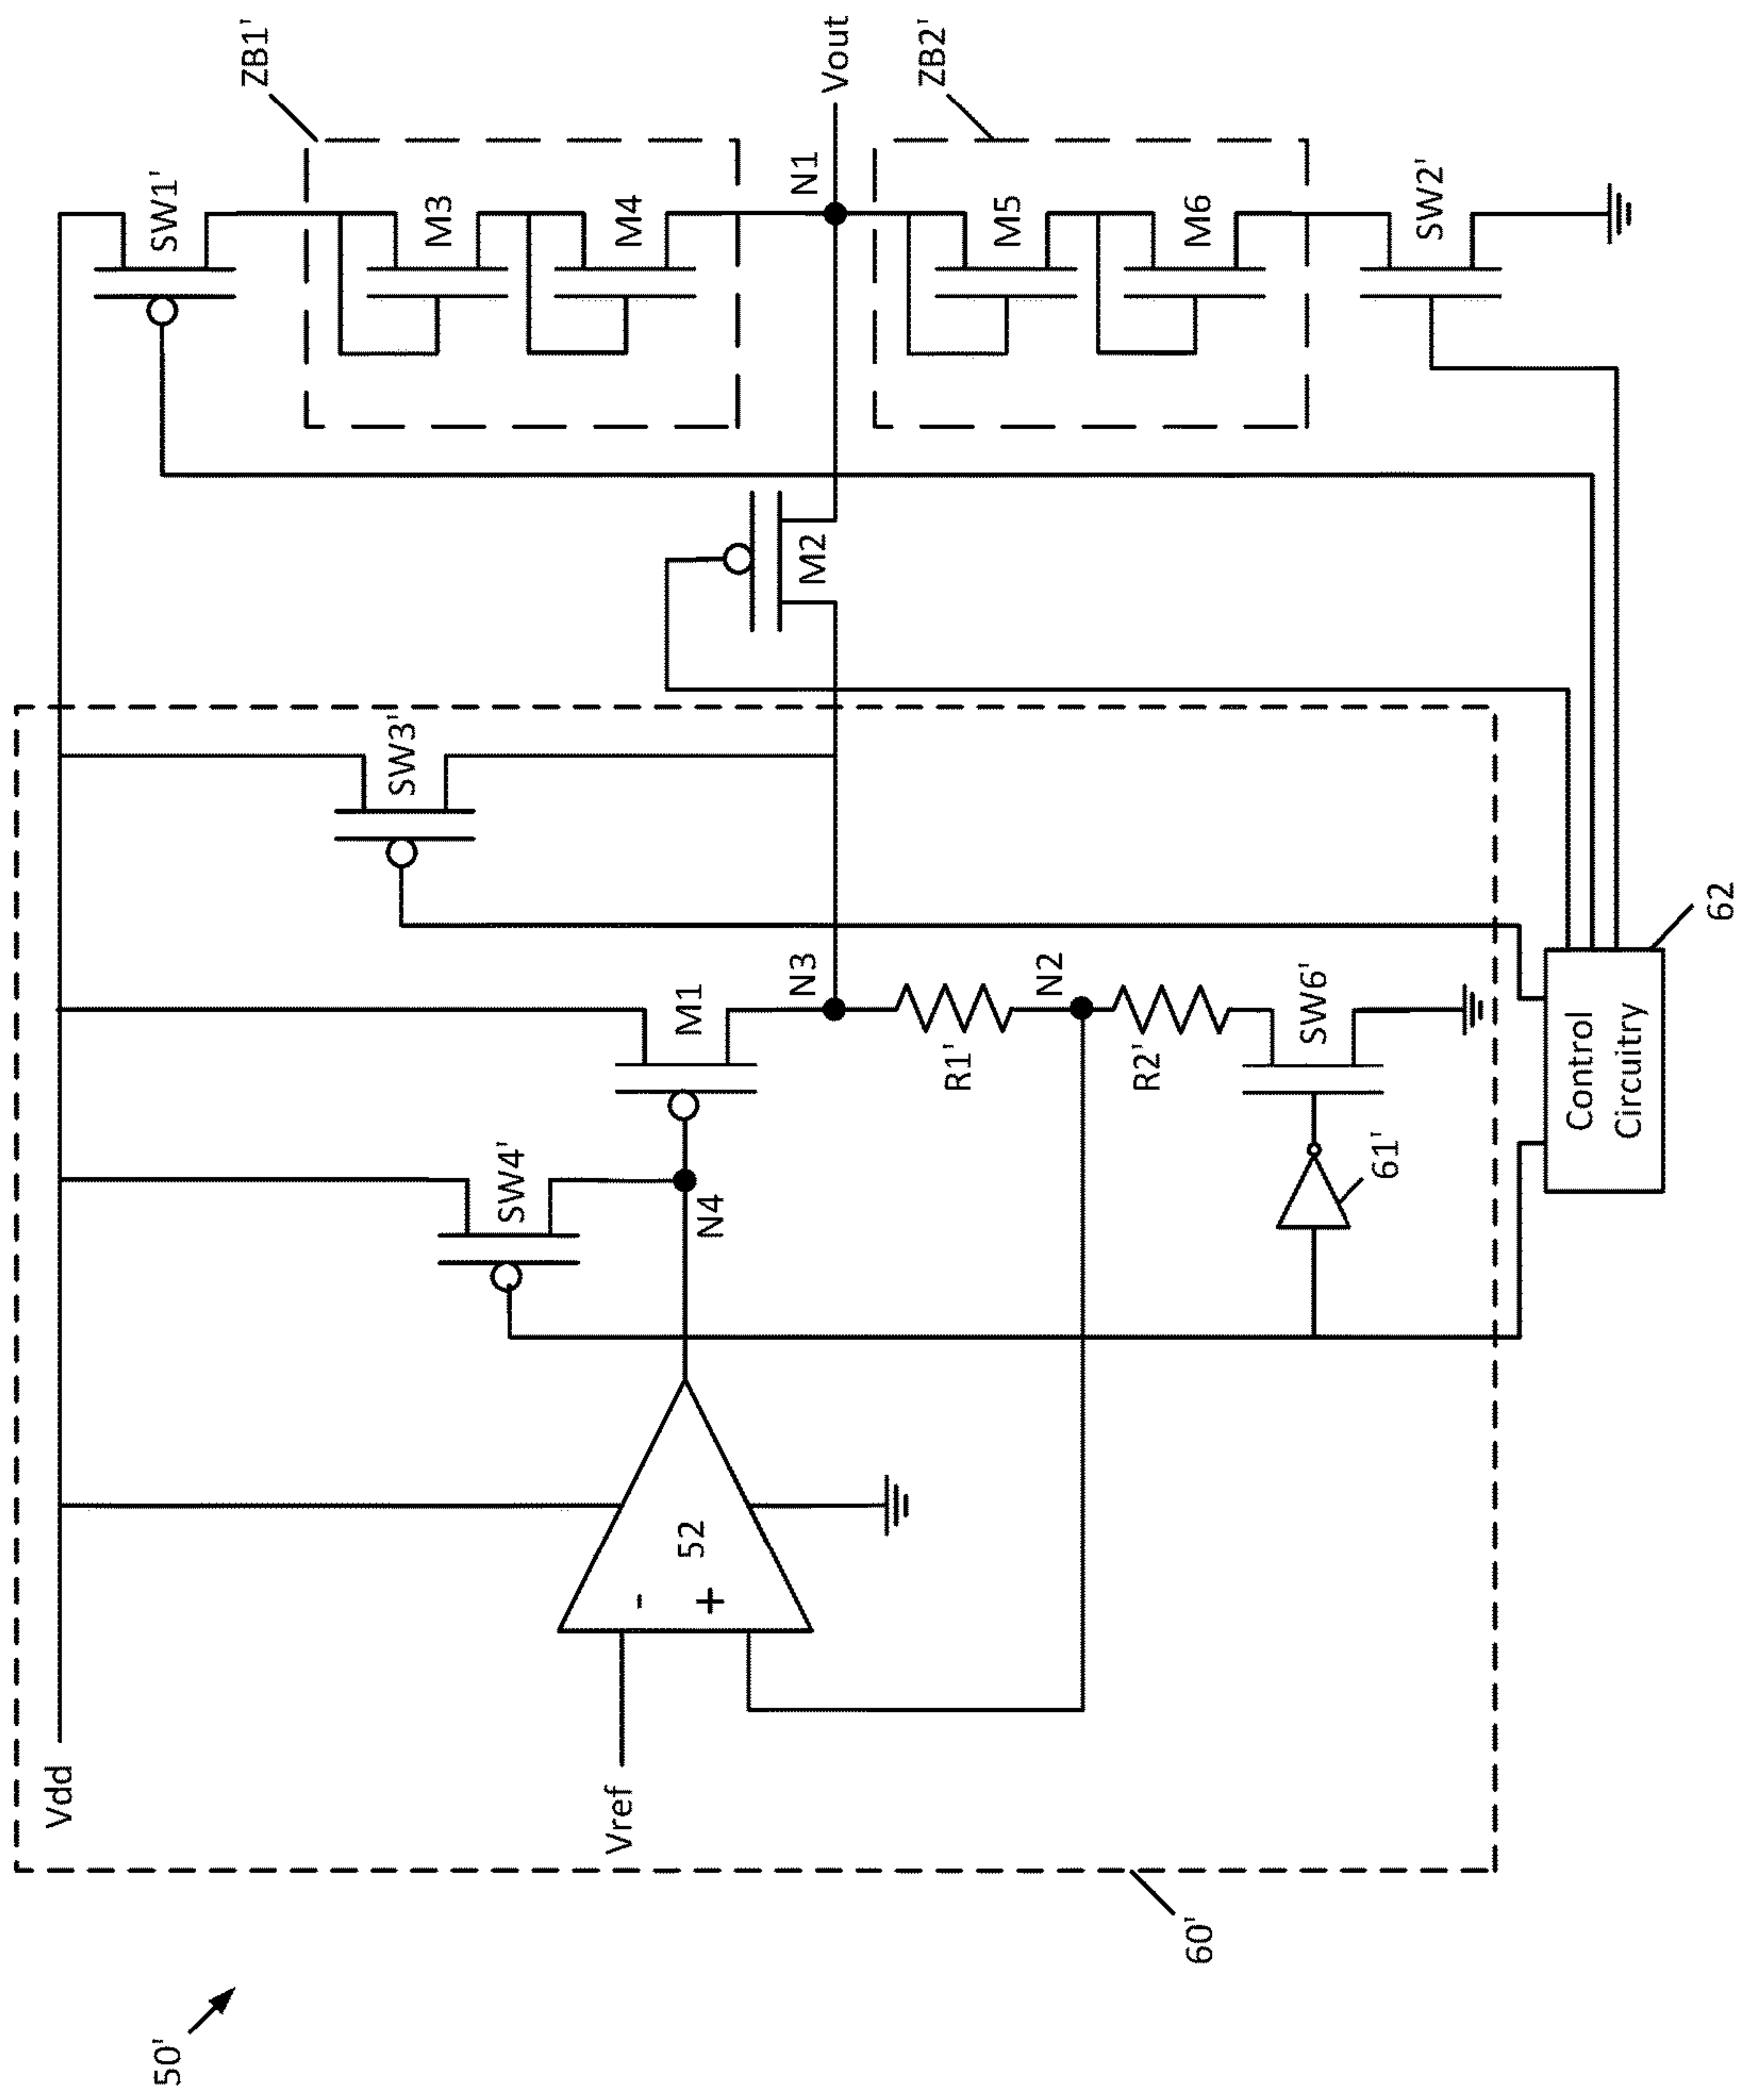 50'
60'
Vdd
Vref
-
+
52
SW4'
N4
M1
N3
R1'
N2
R2'
SW6'
61'
SW3'
M2
SW1'
ZB1'
M3
M4
N1
Vout
ZB2'
M5
M6
SW2'
Control
Circuitry
62